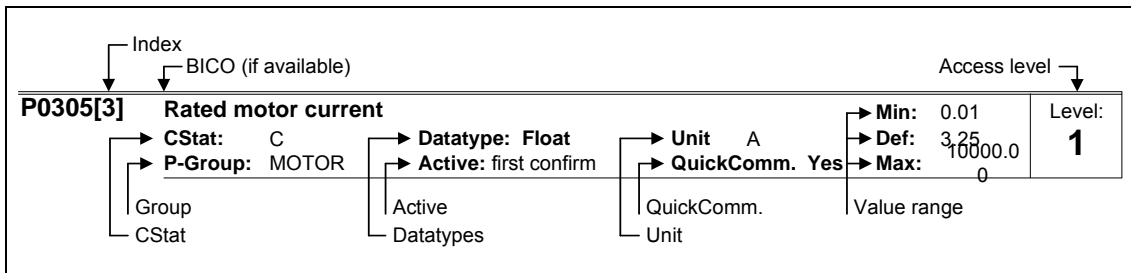 Index
BICO (if available) Access level
P0305[3] Rated motor current Min: 0.01 Level:
CStat: C Datatype: Float Unit A Def: 3.25 1
P-Group: MOTOR Active: first confirm QuickComm. Yes Max: 10000.0
0
Group Active QuickComm. Value range
CStat Datatypes Unit